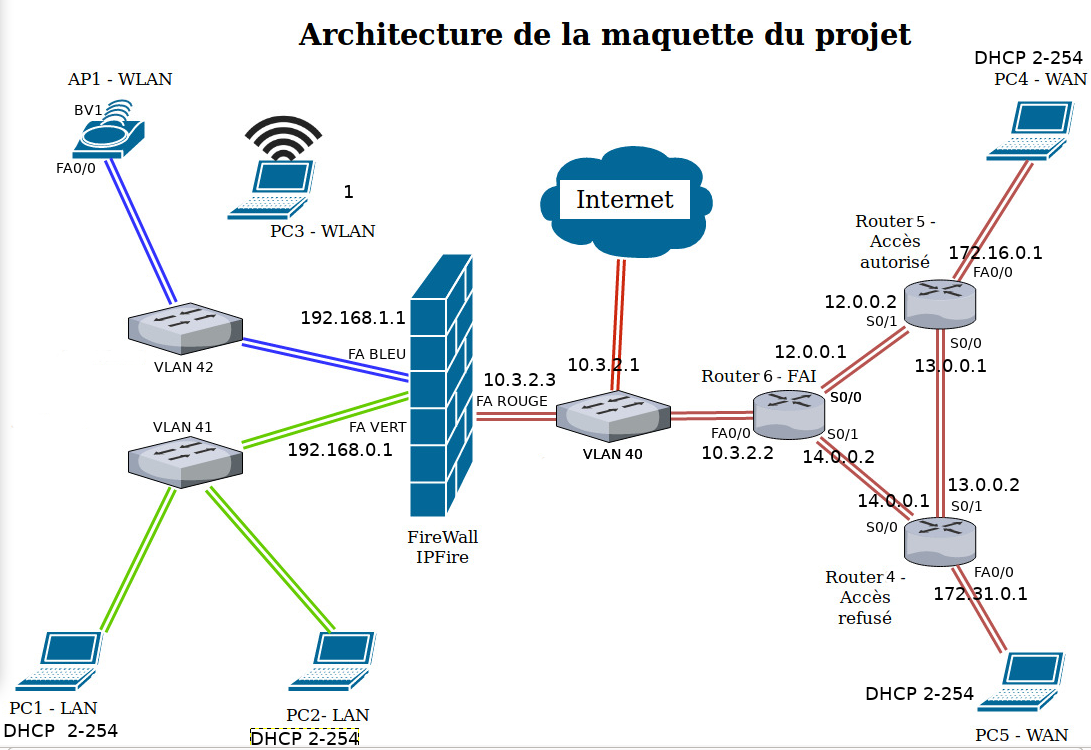 Architecture de la maquette du projet
DHCP 2-254
PC4 - WAN
AP1 - WLAN
BV1
FA0/0
1
PC3 - WLAN
Internet
Router 5 -
Accès
autorisé
172.16.0.1
FA0/0
12.0.0.2
S0/1
S0/0
13.0.0.1
192.168.1.1
FA BLEU
VLAN 42
10.3.2.3
FA ROUGE
10.3.2.1
12.0.0.1
Router 6 - FAI
S0/0
VLAN 41
FA VERT
192.168.0.1
VLAN 40
FA0/0
10.3.2.2
S0/1
14.0.0.2
14.0.0.1
S0/0
13.0.0.2
S0/1
FireWall
IPFire
Router 4 -
Accès
refusé
FA0/0
172.31.0.1
PC1 - LAN
DHCP 2-254
PC2- LAN
DHCP 2-254
DHCP 2-254
PC5 - WAN